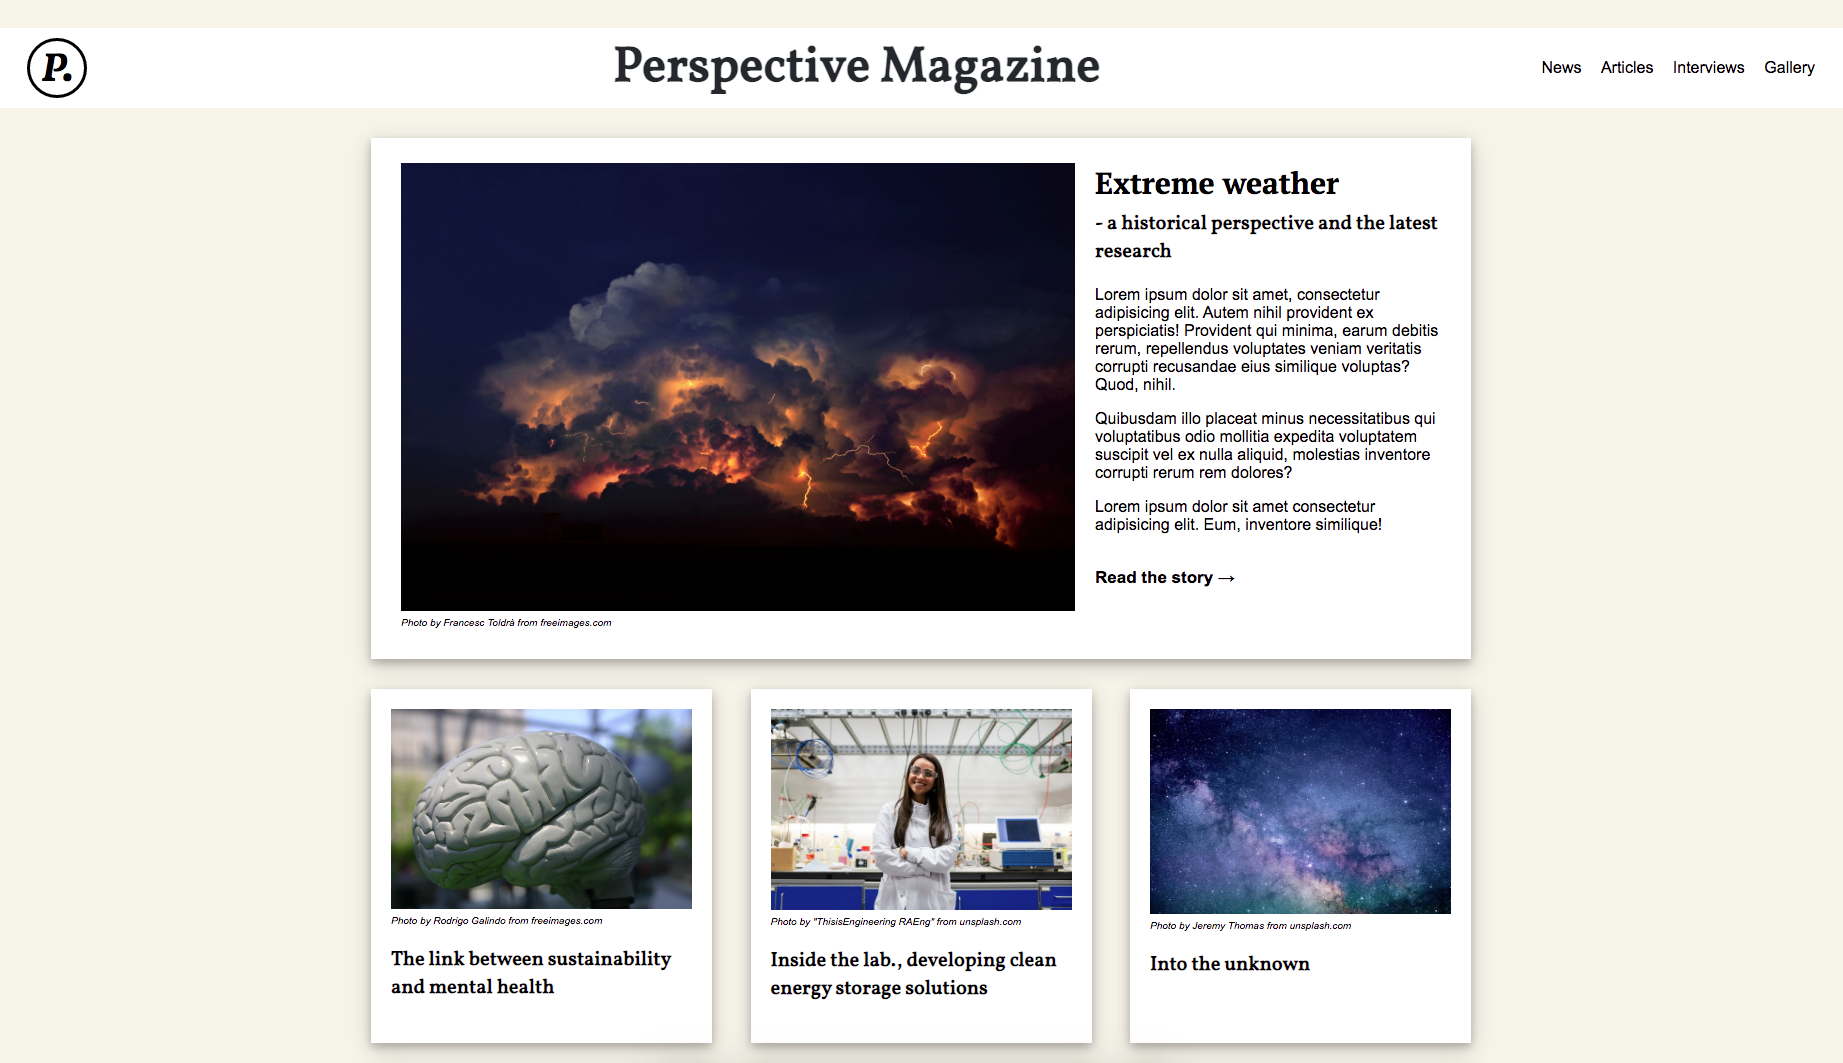 P.
Perspective Magazine
News Articles Interviews Gallery
Extreme weather
- a historical perspective and the latest
research
Lorem ipsum dolor sit amet, consectetur
adipisicing elit. Autem nihil provident ex
perspiciatis! Provident qui minima, earum debitis
rerum, repellendus voluptates veniam veritatis
corrupti recusandae eius similique voluptas?
Quod, nihil.
Quibusdam illo placeat minus necessitatibus qui
voluptatibus odio mollitia expedita voluptatem
suscipit vel ex nulla aliquid, molestias inventore
corrupti rerum rem dolores?
Lorem ipsum dolor sit amet consectetur
adipisicing elit. Eum, inventore similique!
Read the story →
Photo by Francesc Toldrà from freeimages.com
Photo by Rodrigo Galindo from freeimages.com
The link between sustainability
and mental health
Photo by "ThisisEngineering RAEng" from unsplash.com
Inside the lab., developing clean
energy storage solutions
Photo by Jeremy Thomas from unsplash.com
Into the unknown